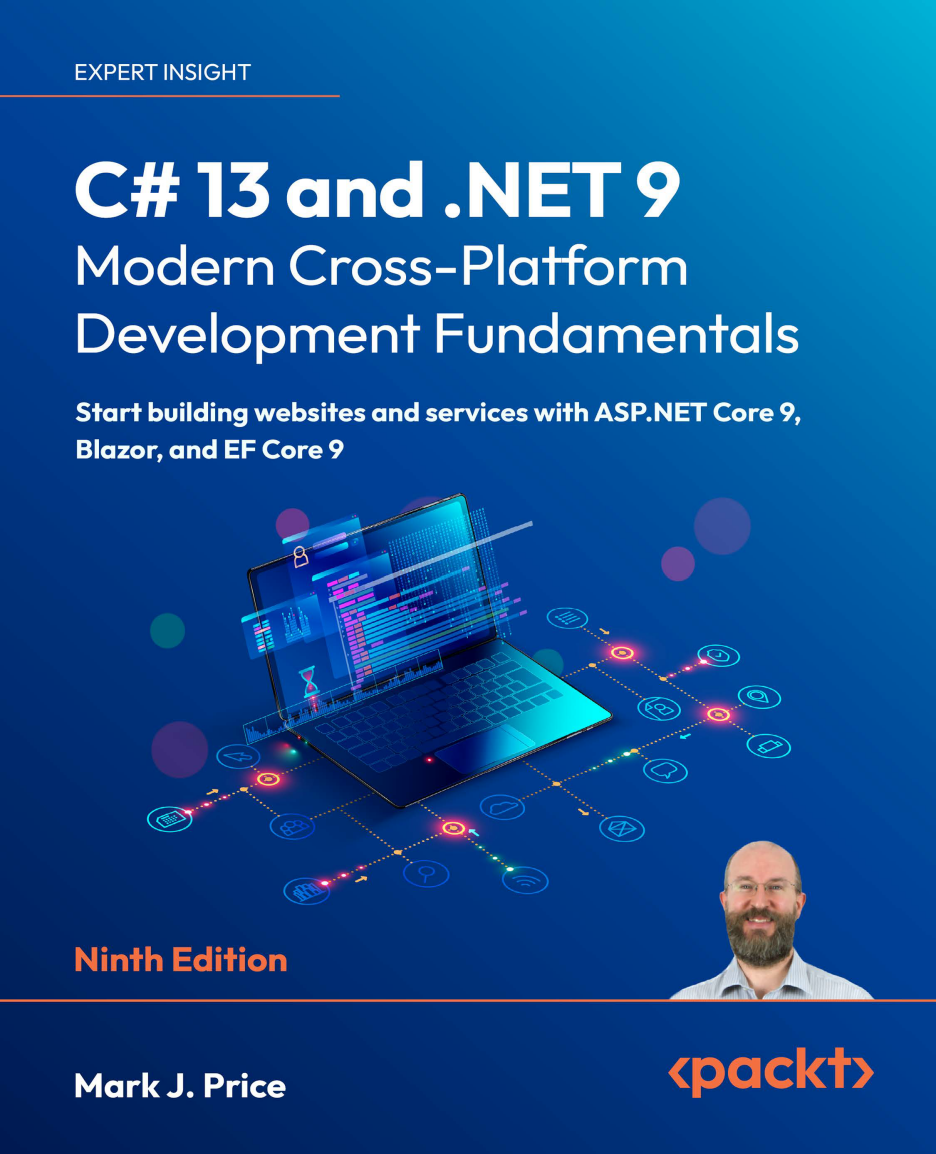 EXPERT INSIGHT
C# 13 and .NET 9
Modern Cross-Platform
Development Fundamentals
Start building websites and services with ASP.NET Core 9,
Blazor, and EF Core 9
Ninth Edition
Mark J. Price
<packt>